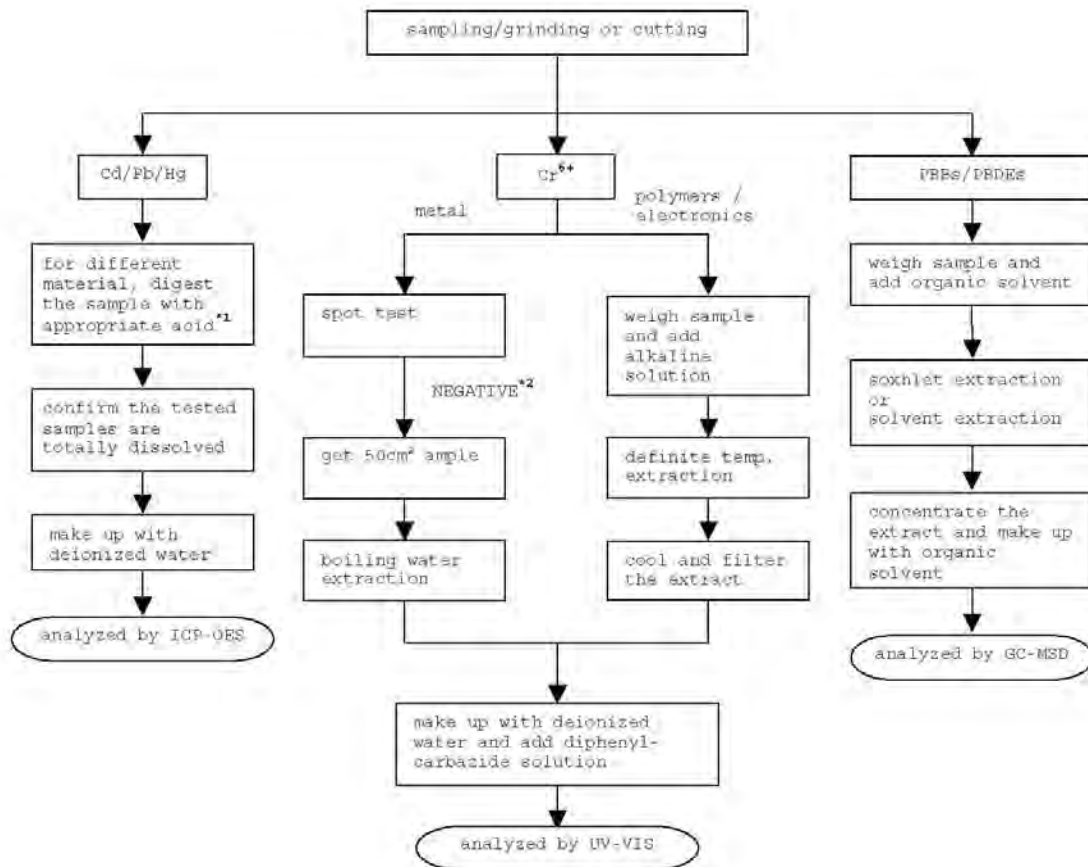 sampling/grinding or cutting
Cd/Pb/Hg
for different
material, digest
the sample with
appropriate acid*1
confirm the tested
samples are
totally dissolved
make up with
deionized water
analyzed by ICP-OES
Cr6+
metal
spot test
NEGATIVE*2
get 50cm² ample
boiling water
extraction
polymers /
electronics
weigh sample
and add
alkaline
solution
definite temp.
extraction
cool and filter
the extract
make up with deionized
water and add diphenyl-
carbazide solution
analyzed by UV-VIS
PBBs/PBDEs
weigh sample and
add organic solvent
soxhlet extraction
or
solvent extraction
concentrate the
extract and make up
with organic
solvent
analyzed by GC-MSD